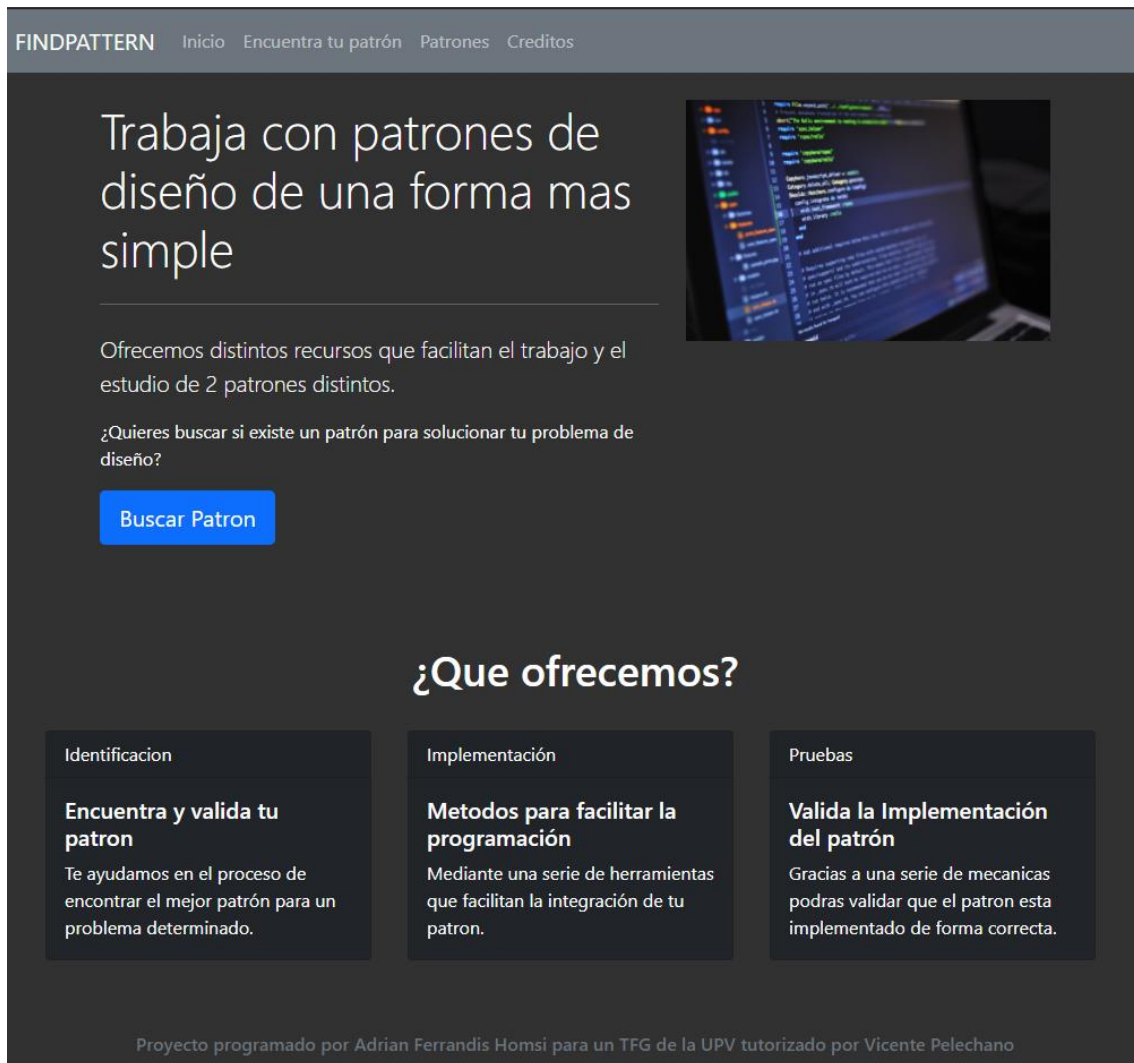 FINDPATTERN Inicio Encuentra tu patrón Patrones Creditos
Trabaja con patrones de
diseño de una forma mas
simple
Ofrecemos distintos recursos que facilitan el trabajo y el
estudio de 2 patrones distintos.
¿Quieres buscar si existe un patrón para solucionar tu problema de
diseño?
Buscar Patron
¿Que ofrecemos?
Identificacion
Encuentra y valida tu
patron
Te ayudamos en el proceso de
encontrar el mejor patrón para un
problema determinado.
Implementación
Metodos para facilitar la
programación
Mediante una serie de herramientas
que facilitan la integración de tu
patron.
Pruebas
Valida la Implementación
del patrón
Gracias a una serie de mecanicas
podras validar que el patron esta
implementado de forma correcta.
Proyecto programado por Adrian Ferrandis Homsi para un TFG de la UPV tutorizado por Vicente Pelechano